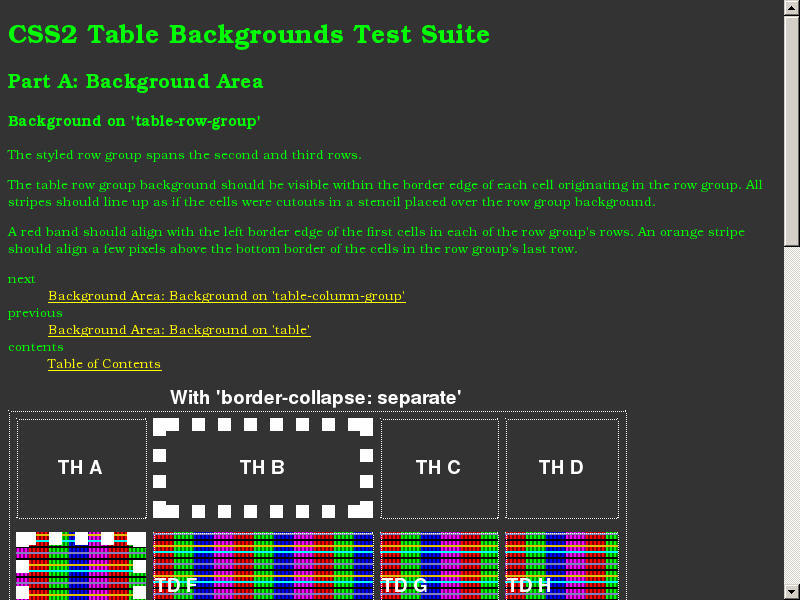 CSS2 Table Backgrounds Test Suite
Part A: Background Area
Background on 'table-row-group'
The styled row group spans the second and third rows.
The table row group background should be visible within the border edge of each cell originating in the row group. All
stripes should line up as if the cells were cutouts in a stencil placed over the row group background.
A red band should align with the left border edge of the first cells in each of the row group's rows. An orange stripe
should align a few pixels above the bottom border of the cells in the row group's last row.
next
Background Area: Background on 'table-column-group'
previous
Background Area: Background on 'table'
contents
Table of Contents
With 'border-collapse: separate'
TH A TH B TH C TH D
TD F TD G TD H